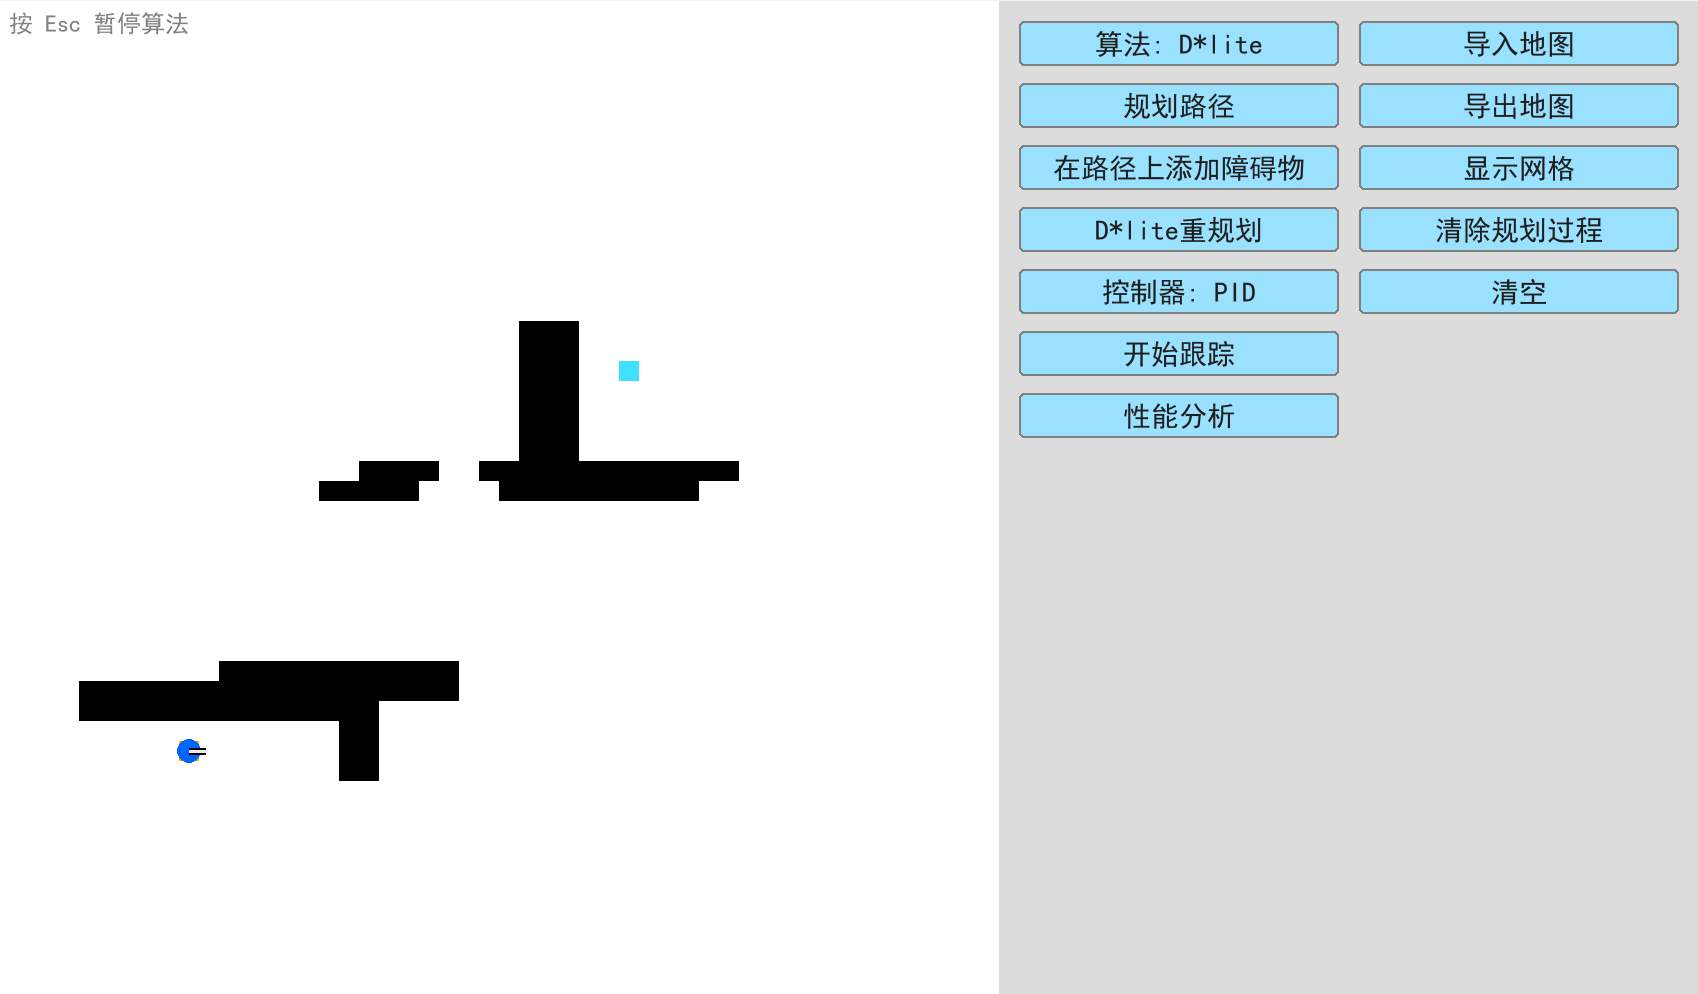 按 Esc 暂停算法
算法: D*lite
导入地图
规划路径
导出地图
在路径上添加障碍物
显示网格
D*lite重规划
清除规划过程
控制器: PID
清空
开始跟踪
性能分析